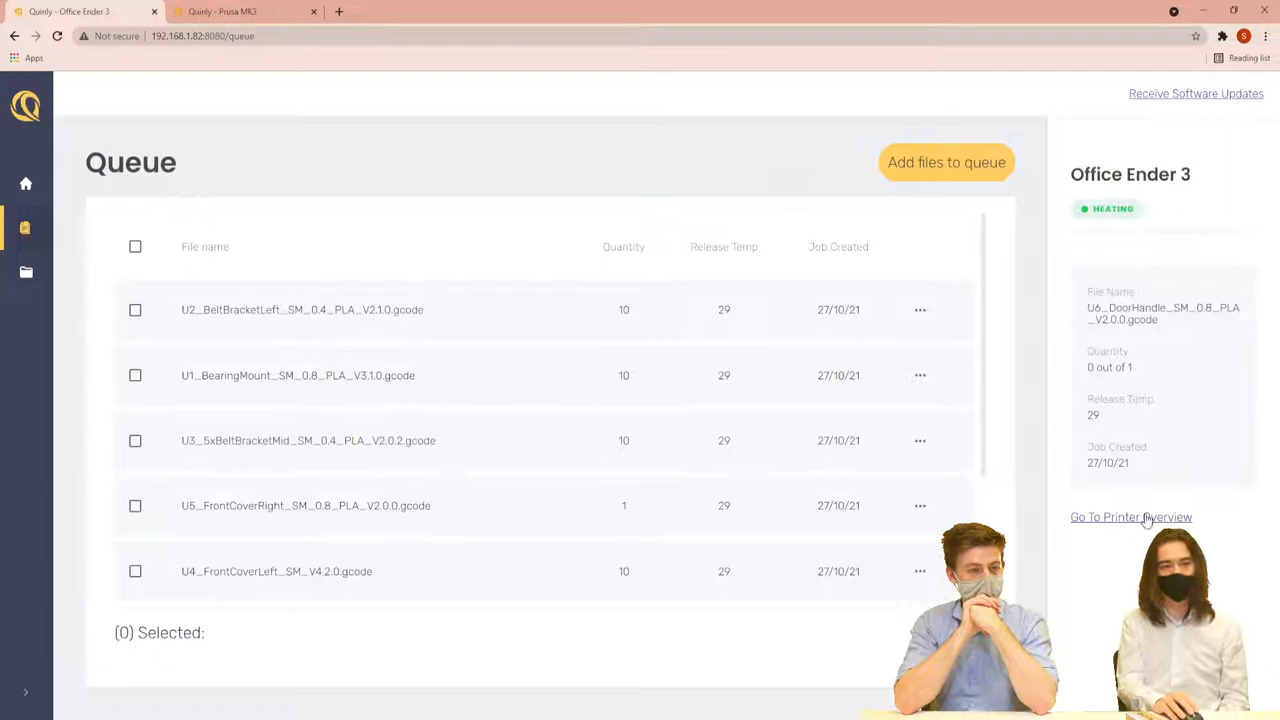 Quinly - Office Ender 3
Quinly - Prusa MK3
Not secure
192.168.1.82:8080/queue
S
Apps
Reading list
Receive Software Updates
Queue
Add files to queue
File name Quantity Release Temp Job Created
U2_BeltBracketLeft_SM_0.4_PLA_V2.1.0.gcode 10 29 27/10/21
U1_BearingMount_SM_0.8_PLA_V3.1.0.gcode 10 29 27/10/21
U3_5xBeltBracketMid_SM_0.4_PLA_V2.0.2.gcode 10 29 27/10/21
U5_FrontCoverRight_SM_0.8_PLA_V2.0.0.gcode 1 29 27/10/21
U4_FrontCoverLeft_SM_V4.2.0.gcode 10 29 27/10/21
(0) Selected:
Office Ender 3
HEATING
File Name
U6_DoorHandle_SM_0.8_PLA
_V2.0.0.gcode
Quantity
0 out of 1
Release Temp
29
Job Created
27/10/21
Go To Printer Overview